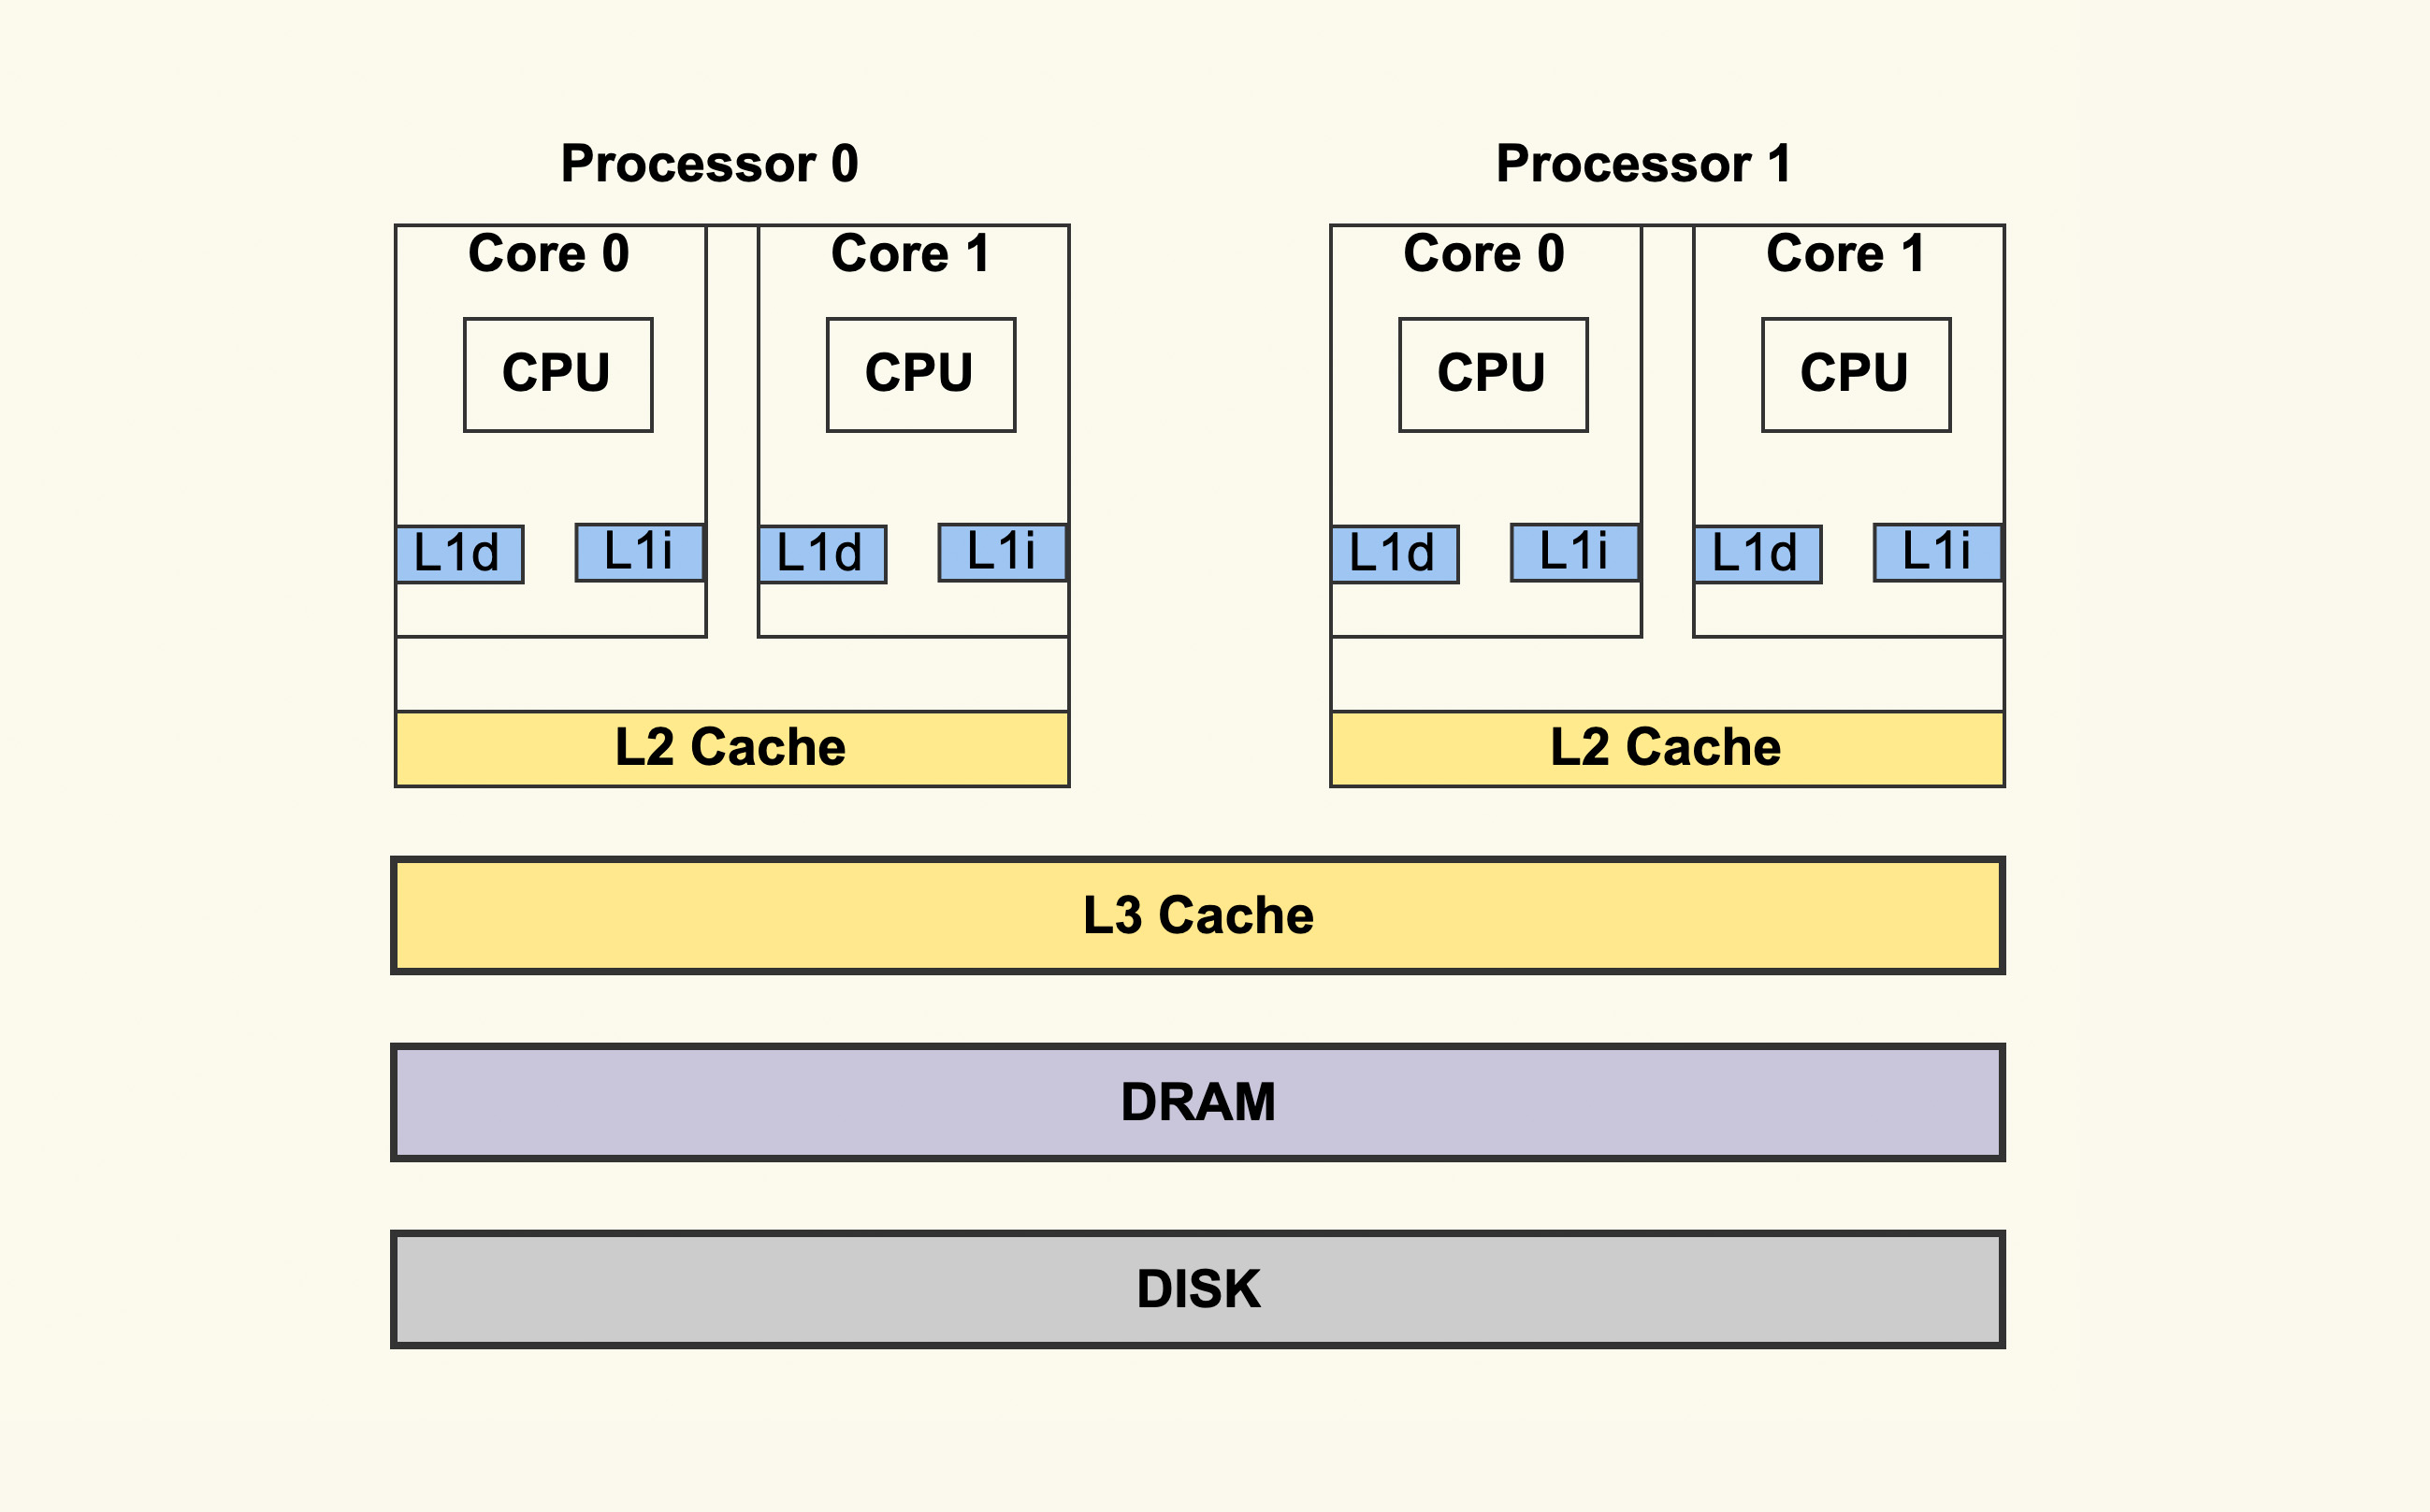 Processor 0
Processor 1
Core 0
Core 1
Core 0
Core 1
CPU
CPU
CPU
CPU
L1d
L1i
L1d
L1i
L1d
L1i
L1d
L1i
L2 Cache
L2 Cache
L3 Cache
DRAM
DISK